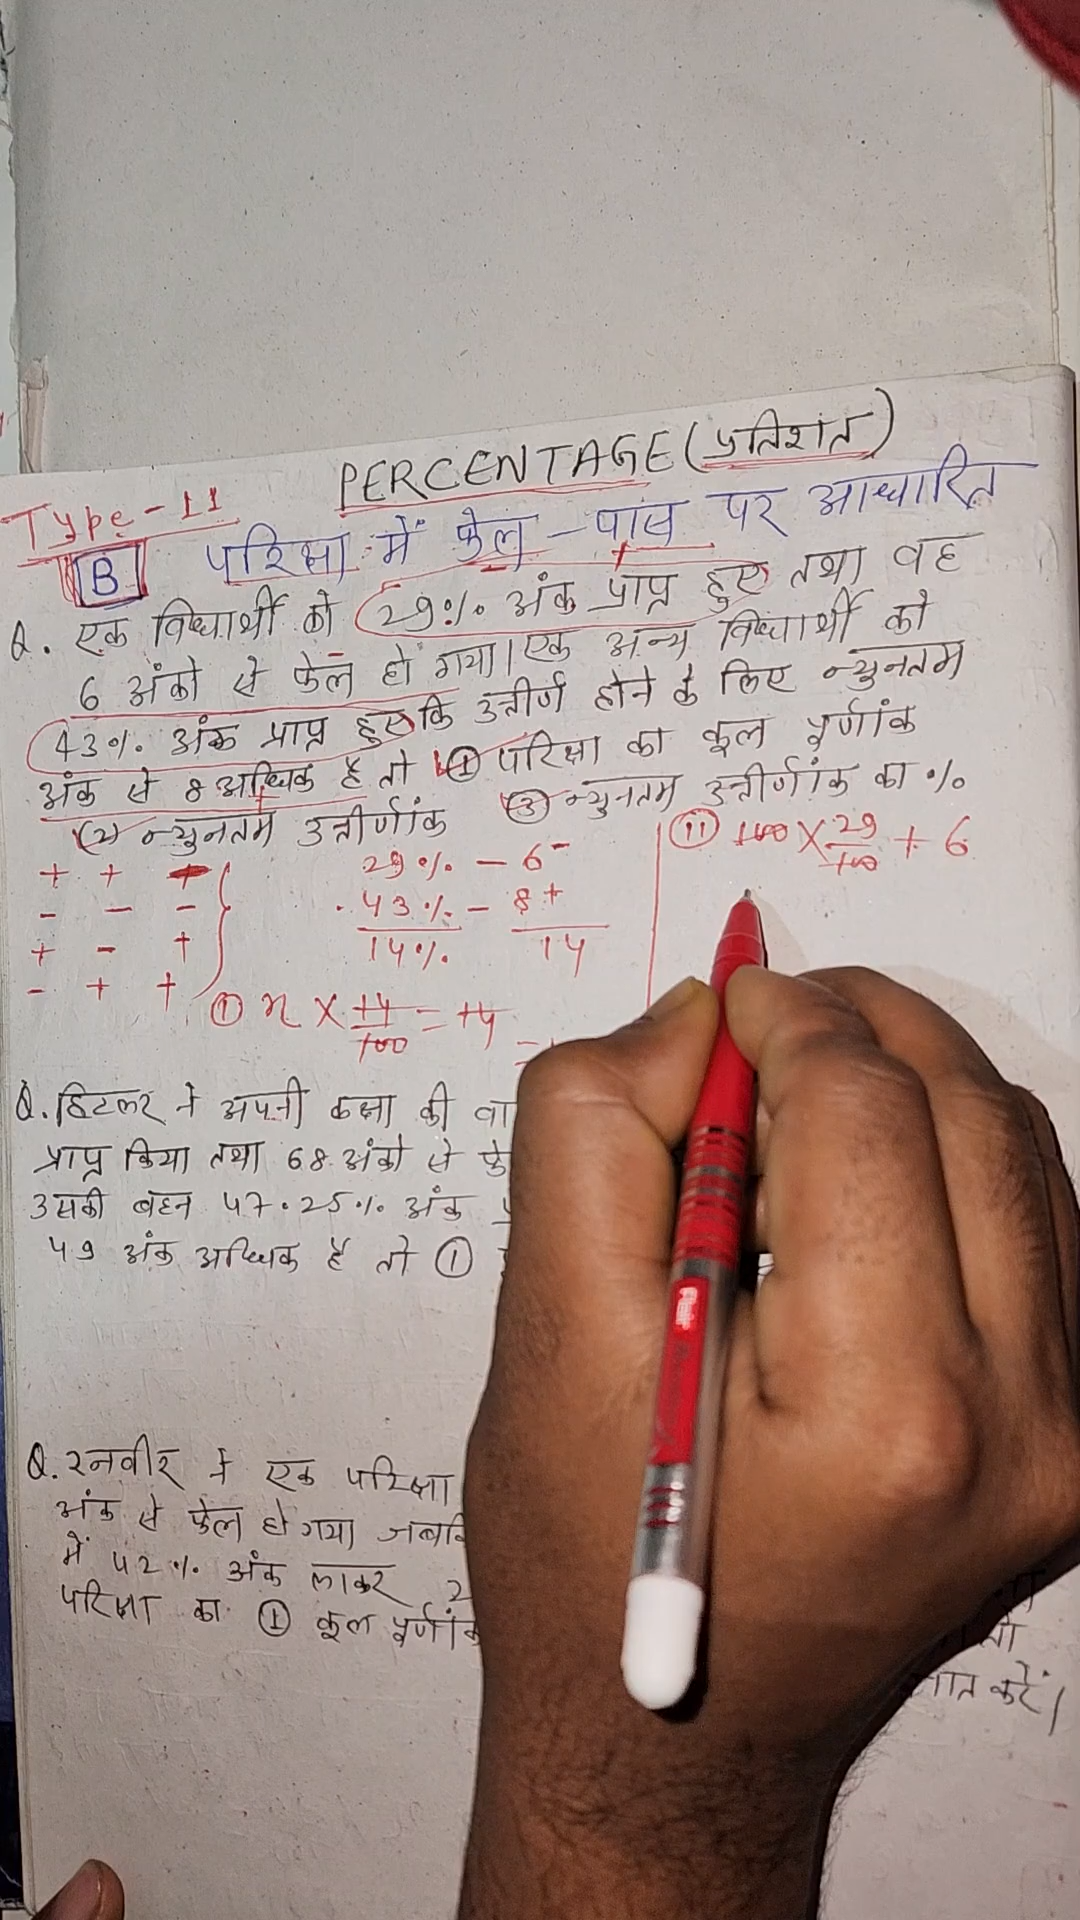 PERCENTAGE (प्रतिशत)
Type-11
B परिक्षा में फेल-पास पर आधारित
Q. एक विधार्थी को 29% अंक प्राप्त हुए तथा वह
6 अंको से फेल हो गया। एक अन्य विधार्थी को
43% अंक प्राप्त हुए कि उत्तीर्ण होने के लिए न्युनतम
अंक से 8 अधिक है तो ① परिक्षा का कूल पूर्णांक
② न्युनतम उत्तीर्णांक ③ न्युनतम उत्तीर्णांक का %
+ + +
- - -
+ - +
- + +
29% - 6-
43% - 8+
14% 14
① x × 14/100 = 14
⑪ 100 × 29/100 + 6
Q. हिटलर ने अपनी कक्षा की
प्राप्त किया तथा 68 अंको से
उसकी बहन 47.25% अंक
49 अंक अधिक है तो ①
Q. रनवीर ने एक परिक्षा
अंक से फेल हो गया
में 42% अंक लाकर
परिक्षा का ① कूल पूर्णांक
करें।
Flair